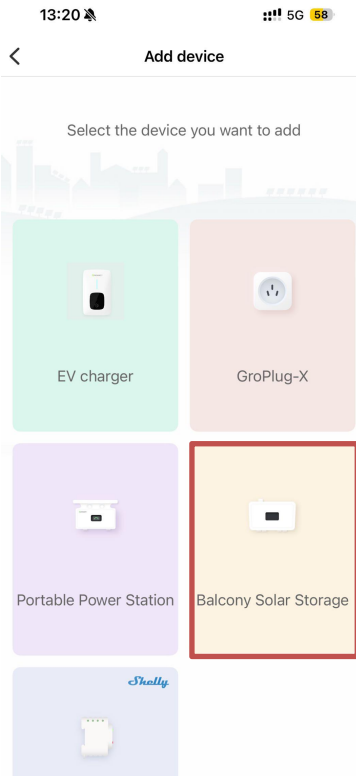 13:20
5G 58
Add device
Select the device you want to add
EV charger
GroPlug-X
Portable Power Station
Balcony Solar Storage
Shelly